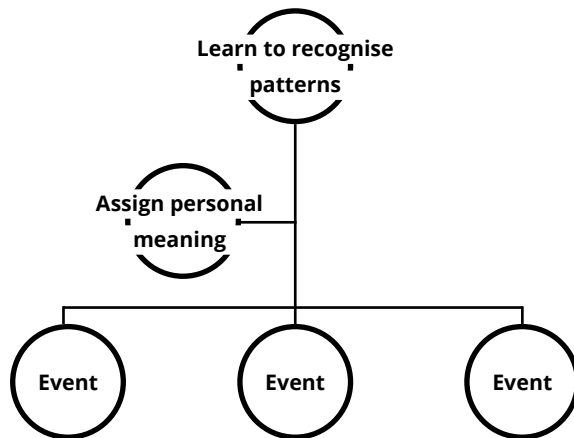 Learn to recognise
patterns
Assign personal
meaning
Event
Event
Event